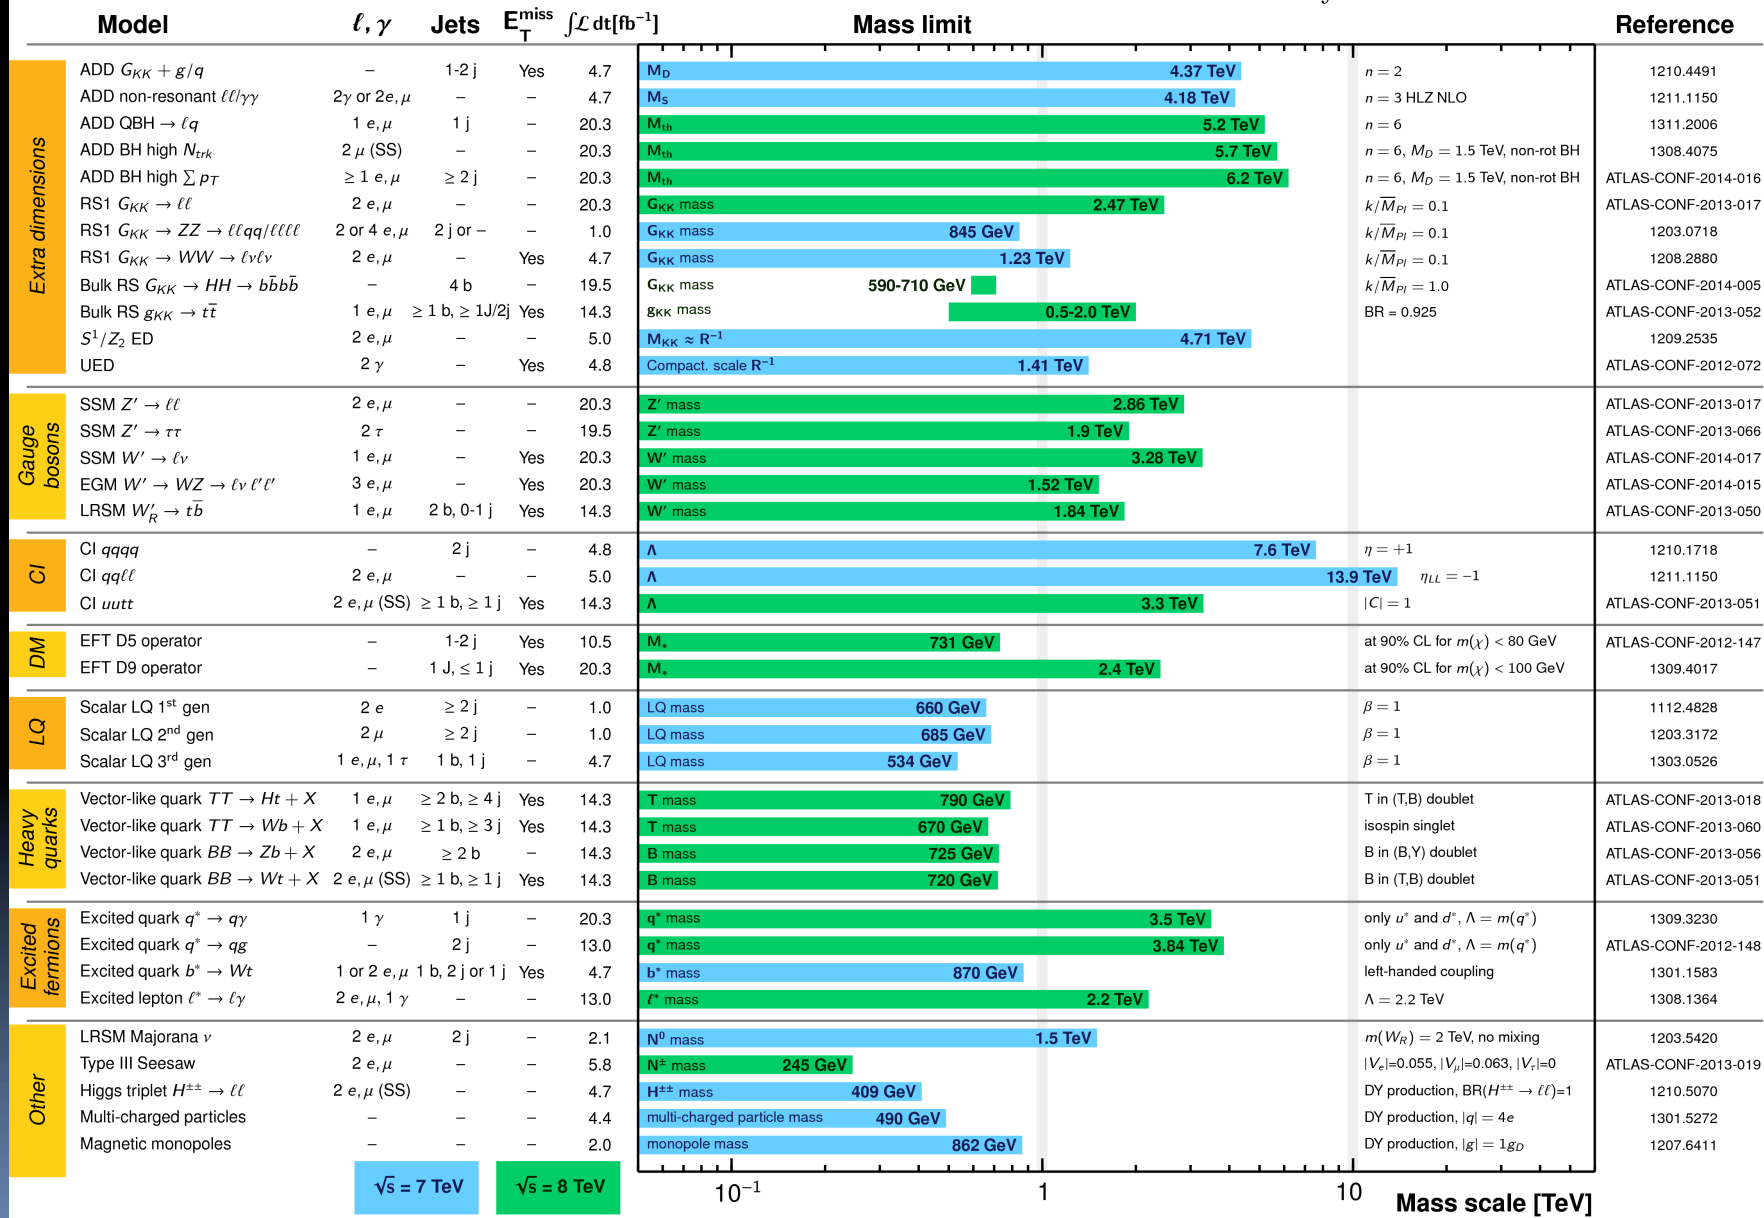 Model ℓ, γ Jets E_T^miss ∫ℒ dt[fb⁻¹] Mass limit Reference
Extra dimensions
ADD G_KK + g/q – 1-2 j Yes 4.7 M_D 4.37 TeV n = 2 1210.4491
ADD non-resonant ℓℓ/γγ 2γ or 2e, μ – – 4.7 M_S 4.18 TeV n = 3 HLZ NLO 1211.1150
ADD QBH → ℓq 1 e, μ 1 j – 20.3 M_th 5.2 TeV n = 6 1311.2006
ADD BH high N_trk 2 μ (SS) – – 20.3 M_th 5.7 TeV n = 6, M_D = 1.5 TeV, non-rot BH 1308.4075
ADD BH high ∑ p_T ≥ 1 e, μ ≥ 2 j – 20.3 M_th 6.2 TeV n = 6, M_D = 1.5 TeV, non-rot BH ATLAS-CONF-2014-016
RS1 G_KK → ℓℓ 2 e, μ – – 20.3 G_KK mass 2.47 TeV k/M̅_Pl = 0.1 ATLAS-CONF-2013-017
RS1 G_KK → ZZ → ℓℓqq/ℓℓℓℓ 2 or 4 e, μ 2 j or – – 1.0 G_KK mass 845 GeV k/M̅_Pl = 0.1 1203.0718
RS1 G_KK → WW → ℓνℓν 2 e, μ – Yes 4.7 G_KK mass 1.23 TeV k/M̅_Pl = 0.1 1208.2880
Bulk RS G_KK → HH → bb̅bb̅ – 4 b – 19.5 G_KK mass 590-710 GeV k/M̅_Pl = 1.0 ATLAS-CONF-2014-005
Bulk RS g_KK → tt̅ 1 e, μ ≥ 1 b, ≥ 1J/2j Yes 14.3 g_KK mass 0.5-2.0 TeV BR = 0.925 ATLAS-CONF-2013-052
S¹/Z₂ ED 2 e, μ – – 5.0 M_KK ≈ R⁻¹ 4.71 TeV 1209.2535
UED 2 γ – Yes 4.8 Compact. scale R⁻¹ 1.41 TeV ATLAS-CONF-2012-072
Gauge bosons
SSM Z′ → ℓℓ 2 e, μ – – 20.3 Z′ mass 2.86 TeV ATLAS-CONF-2013-017
SSM Z′ → ττ 2 τ – – 19.5 Z′ mass 1.9 TeV ATLAS-CONF-2013-066
SSM W′ → ℓν 1 e, μ – Yes 20.3 W′ mass 3.28 TeV ATLAS-CONF-2014-017
EGM W′ → WZ → ℓν ℓ′ℓ′ 3 e, μ – Yes 20.3 W′ mass 1.52 TeV ATLAS-CONF-2014-015
LRSM W′_R → tb̅ 1 e, μ 2 b, 0-1 j Yes 14.3 W′ mass 1.84 TeV ATLAS-CONF-2013-050
CI
CI qqqq – 2 j – 4.8 Λ 7.6 TeV η = +1 1210.1718
CI qqℓℓ 2 e, μ – – 5.0 Λ 13.9 TeV η_LL = −1 1211.1150
CI uutt 2 e, μ (SS) ≥ 1 b, ≥ 1 j Yes 14.3 Λ 3.3 TeV |C| = 1 ATLAS-CONF-2013-051
DM
EFT D5 operator – 1-2 j Yes 10.5 M_* 731 GeV at 90% CL for m(χ) < 80 GeV ATLAS-CONF-2012-147
EFT D9 operator – 1 J, ≤ 1 j Yes 20.3 M_* 2.4 TeV at 90% CL for m(χ) < 100 GeV 1309.4017
LQ
Scalar LQ 1st gen 2 e ≥ 2 j – 1.0 LQ mass 660 GeV β = 1 1112.4828
Scalar LQ 2nd gen 2 μ ≥ 2 j – 1.0 LQ mass 685 GeV β = 1 1203.3172
Scalar LQ 3rd gen 1 e, μ, 1 τ 1 b, 1 j – 4.7 LQ mass 534 GeV β = 1 1303.0526
Heavy quarks
Vector-like quark TT → Ht + X 1 e, μ ≥ 2 b, ≥ 4 j Yes 14.3 T mass 790 GeV T in (T,B) doublet ATLAS-CONF-2013-018
Vector-like quark TT → Wb + X 1 e, μ ≥ 1 b, ≥ 3 j Yes 14.3 T mass 670 GeV isospin singlet ATLAS-CONF-2013-060
Vector-like quark BB → Zb + X 2 e, μ ≥ 2 b – 14.3 B mass 725 GeV B in (B,Y) doublet ATLAS-CONF-2013-056
Vector-like quark BB → Wt + X 2 e, μ (SS) ≥ 1 b, ≥ 1 j Yes 14.3 B mass 720 GeV B in (T,B) doublet ATLAS-CONF-2013-051
Excited fermions
Excited quark q* → qγ 1 γ 1 j – 20.3 q* mass 3.5 TeV only u* and d*, Λ = m(q*) 1309.3230
Excited quark q* → qg – 2 j – 13.0 q* mass 3.84 TeV only u* and d*, Λ = m(q*) ATLAS-CONF-2012-148
Excited quark b* → Wt 1 or 2 e, μ 1 b, 2 j or 1 j Yes 4.7 b* mass 870 GeV left-handed coupling 1301.1583
Excited lepton ℓ* → ℓγ 2 e, μ, 1 γ – – 13.0 ℓ* mass 2.2 TeV Λ = 2.2 TeV 1308.1364
Other
LRSM Majorana ν 2 e, μ 2 j – 2.1 N⁰ mass 1.5 TeV m(W_R) = 2 TeV, no mixing 1203.5420
Type III Seesaw 2 e, μ – – 5.8 N± mass 245 GeV |V_e|=0.055, |V_μ|=0.063, |V_τ|=0 ATLAS-CONF-2013-019
Higgs triplet H±± → ℓℓ 2 e, μ (SS) – – 4.7 H±± mass 409 GeV DY production, BR(H±± → ℓℓ)=1 1210.5070
Multi-charged particles – – – 4.4 multi-charged particle mass 490 GeV DY production, |q| = 4e 1301.5272
Magnetic monopoles – – – 2.0 monopole mass 862 GeV DY production, |g| = 1g_D 1207.6411
√s = 7 TeV √s = 8 TeV
10⁻¹ 1 10
Mass scale [TeV]